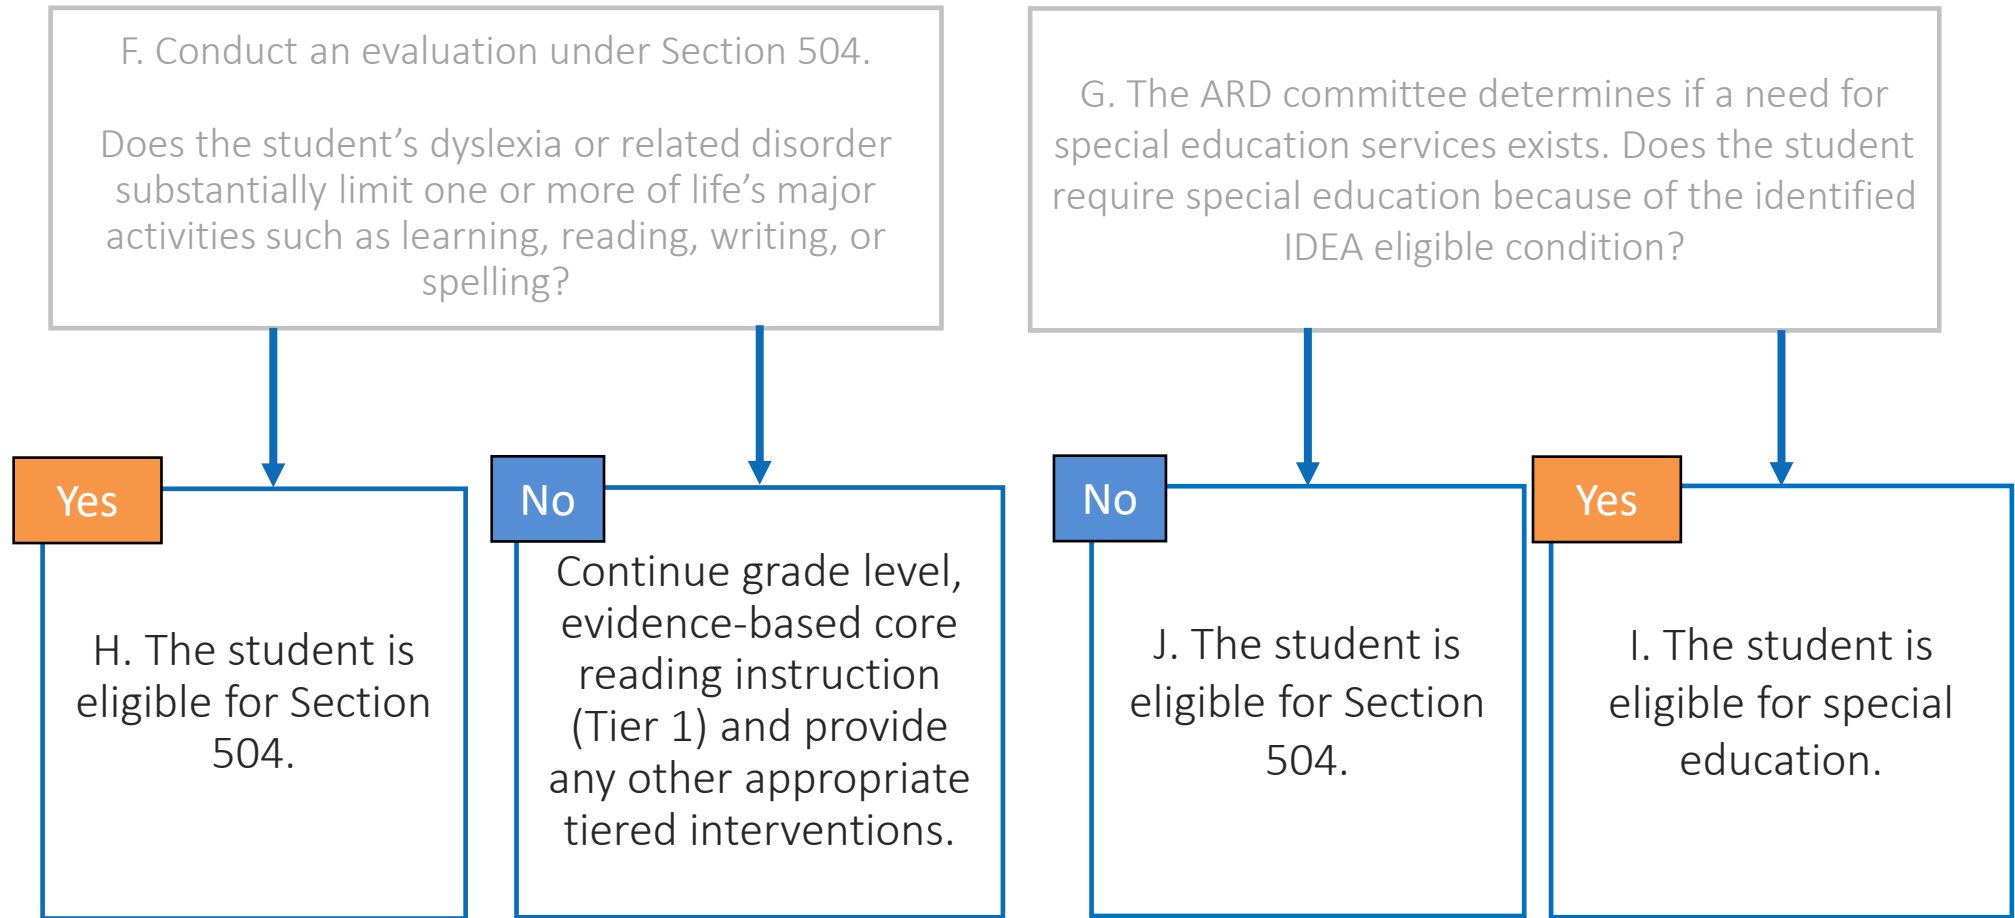 F. Conduct an evaluation under Section 504.
Does the student’s dyslexia or related disorder
substantially limit one or more of life’s major
activities such as learning, reading, writing, or
spelling?
G. The ARD committee determines if a need for
special education services exists. Does the student
require special education because of the identified
IDEA eligible condition?
Yes
H. The student is
eligible for Section
504.
No
Continue grade level,
evidence-based core
reading instruction
(Tier 1) and provide
any other appropriate
tiered interventions.
No
J. The student is
eligible for Section
504.
Yes
I. The student is
eligible for special
education.